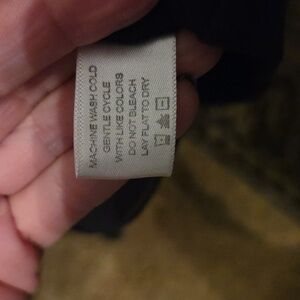 MACHINE WASH COLD
GENTLE CYCLE
WITH LIKE COLORS
DO NOT BLEACH
LAY FLAT TO DRY